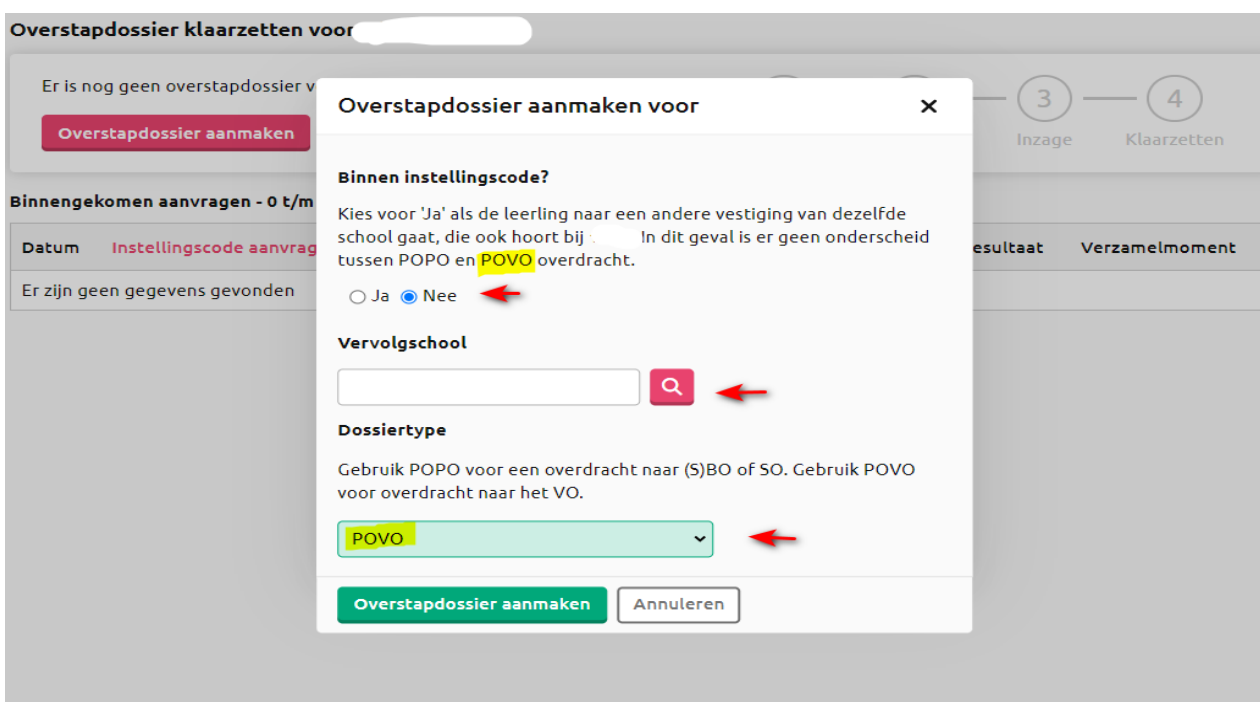 Overstapdossier klaarzetten voor
Er is nog geen overstapdossier v
Overstapdossier aanmaken
3
4
Inzage
Klaarzetten
Binnengekomen aanvragen - 0 t/m
Datum Instellingscode aanvrag esultaat Verzamelmoment
Er zijn geen gegevens gevonden
Overstapdossier aanmaken voor
Binnen instellingscode?
Kies voor 'Ja' als de leerling naar een andere vestiging van dezelfde
school gaat, die ook hoort bij In dit geval is er geen onderscheid
tussen POPO en POVO overdracht.
Ja Nee
Vervolgschool
Dossiertype
Gebruik POPO voor een overdracht naar (S)BO of SO. Gebruik POVO
voor overdracht naar het VO.
POVO
Overstapdossier aanmaken Annuleren